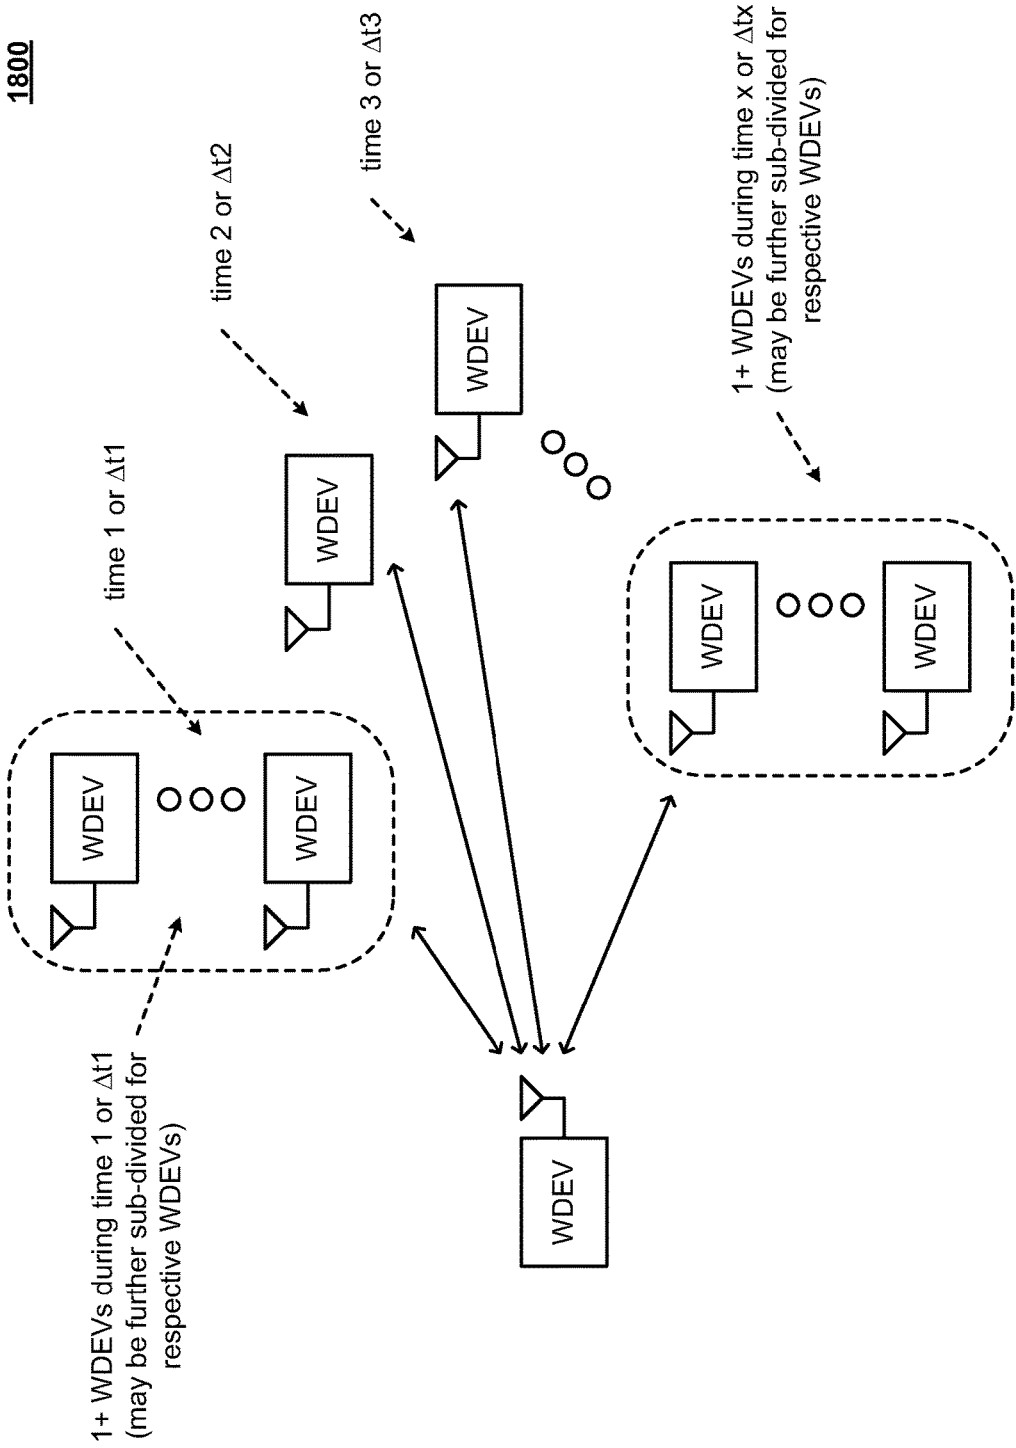 1800
1+ WDEVs during time 1 or Δt1
(may be further sub-divided for
respective WDEVs)
time 1 or Δt1
time 2 or Δt2
time 3 or Δt3
WDEV
WDEV
WDEV
WDEV
WDEV
WDEV
WDEV
1+ WDEVs during time x or Δtx
(may be further sub-divided for
respective WDEVs)